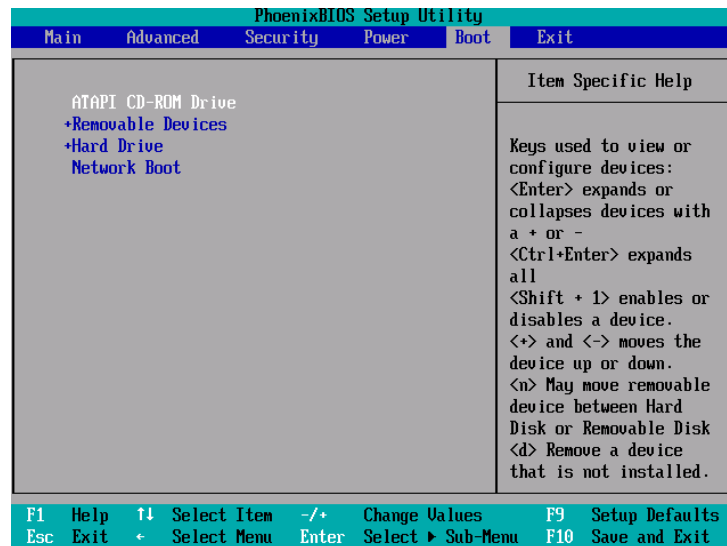 PhoenixBIOS Setup Utility
Main Advanced Security Power Boot Exit
ATAPI CD-ROM Drive
+Removable Devices
+Hard Drive
Network Boot
Item Specific Help
Keys used to view or
configure devices:
<Enter> expands or
collapses devices with
a + or -
<Ctrl+Enter> expands
all
<Shift + 1> enables or
disables a device.
<+> and <-> moves the
device up or down.
<n> May move removable
device between Hard
Disk or Removable Disk
<d> Remove a device
that is not installed.
F1 Help ↑↓ Select Item -/+ Change Values F9 Setup Defaults
Esc Exit ← Select Menu Enter Select ▶ Sub-Menu F10 Save and Exit